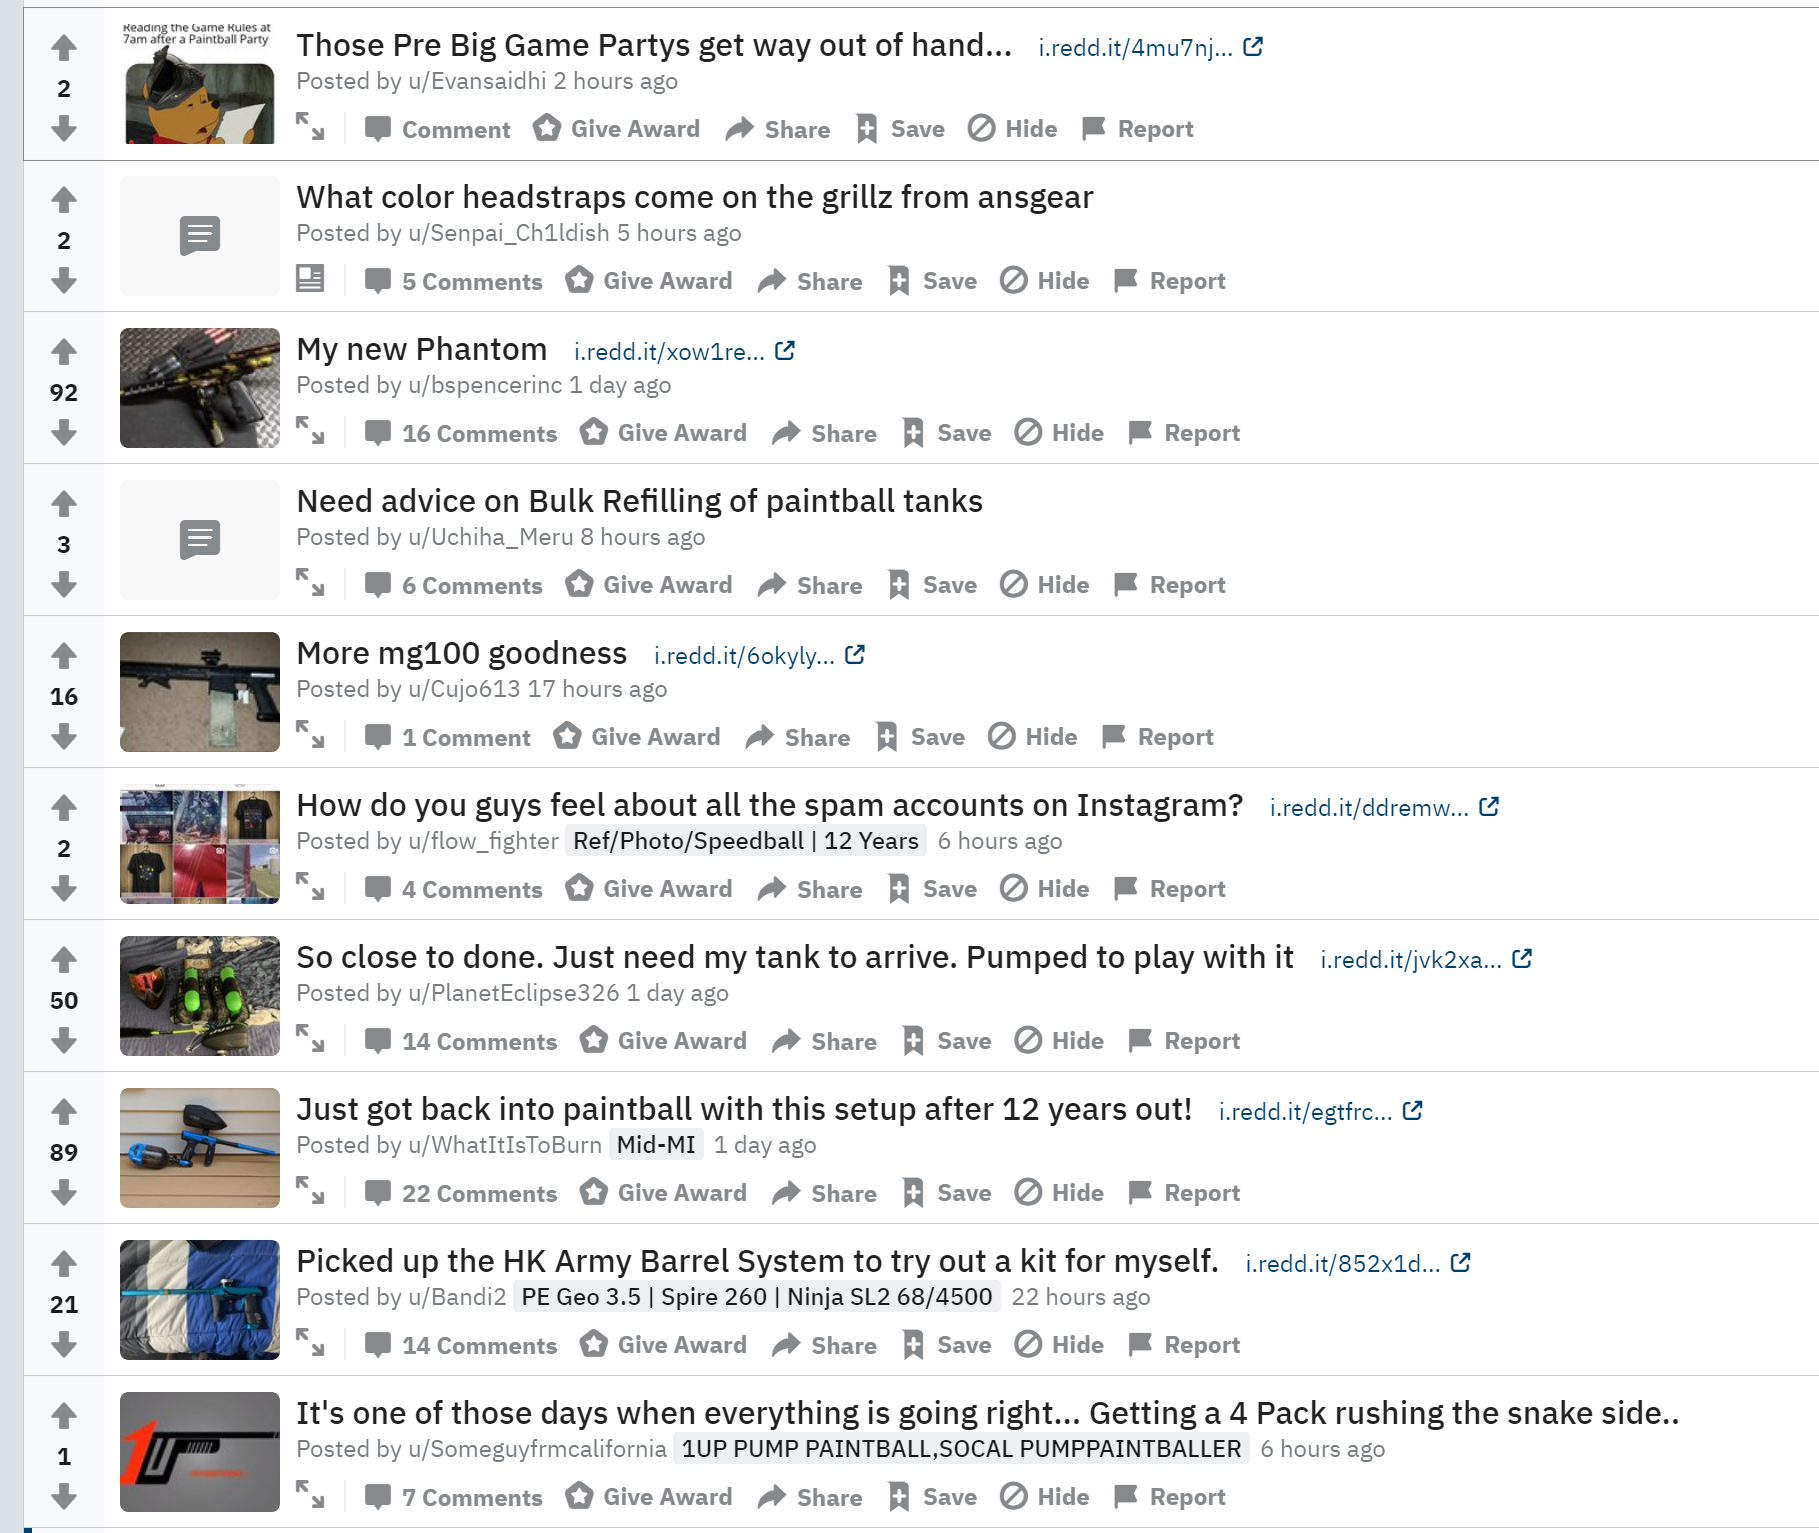 Reading the Game Rules at
7am after a Paintball Party
Those Pre Big Game Partys get way out of hand... i.redd.it/4mu7nj...
2
Posted by u/Evansaidhi 2 hours ago
Comment Give Award Share Save Hide Report
What color headstraps come on the grillz from ansgear
2
Posted by u/Senpai_Ch1ldish 5 hours ago
5 Comments Give Award Share Save Hide Report
My new Phantom i.redd.it/xow1re...
92
Posted by u/bspencerinc 1 day ago
16 Comments Give Award Share Save Hide Report
Need advice on Bulk Refilling of paintball tanks
3
Posted by u/Uchiha_Meru 8 hours ago
6 Comments Give Award Share Save Hide Report
More mg100 goodness i.redd.it/6okyly...
16
Posted by u/Cujo613 17 hours ago
1 Comment Give Award Share Save Hide Report
How do you guys feel about all the spam accounts on Instagram? i.redd.it/ddremw...
2
Posted by u/flow_fighter Ref/Photo/Speedball | 12 Years 6 hours ago
4 Comments Give Award Share Save Hide Report
So close to done. Just need my tank to arrive. Pumped to play with it i.redd.it/jvk2xa...
50
Posted by u/PlanetEclipse326 1 day ago
14 Comments Give Award Share Save Hide Report
Just got back into paintball with this setup after 12 years out! i.redd.it/egtfrc...
89
Posted by u/WhatItIsToBurn Mid-MI 1 day ago
22 Comments Give Award Share Save Hide Report
Picked up the HK Army Barrel System to try out a kit for myself. i.redd.it/852x1d...
21
Posted by u/Bandi2 PE Geo 3.5 | Spire 260 | Ninja SL2 68/4500 22 hours ago
14 Comments Give Award Share Save Hide Report
It's one of those days when everything is going right... Getting a 4 Pack rushing the snake side..
1UP
1
Posted by u/Someguyfrmcalifornia 1UP PUMP PAINTBALL,SOCAL PUMPPAINTBALLER 6 hours ago
7 Comments Give Award Share Save Hide Report